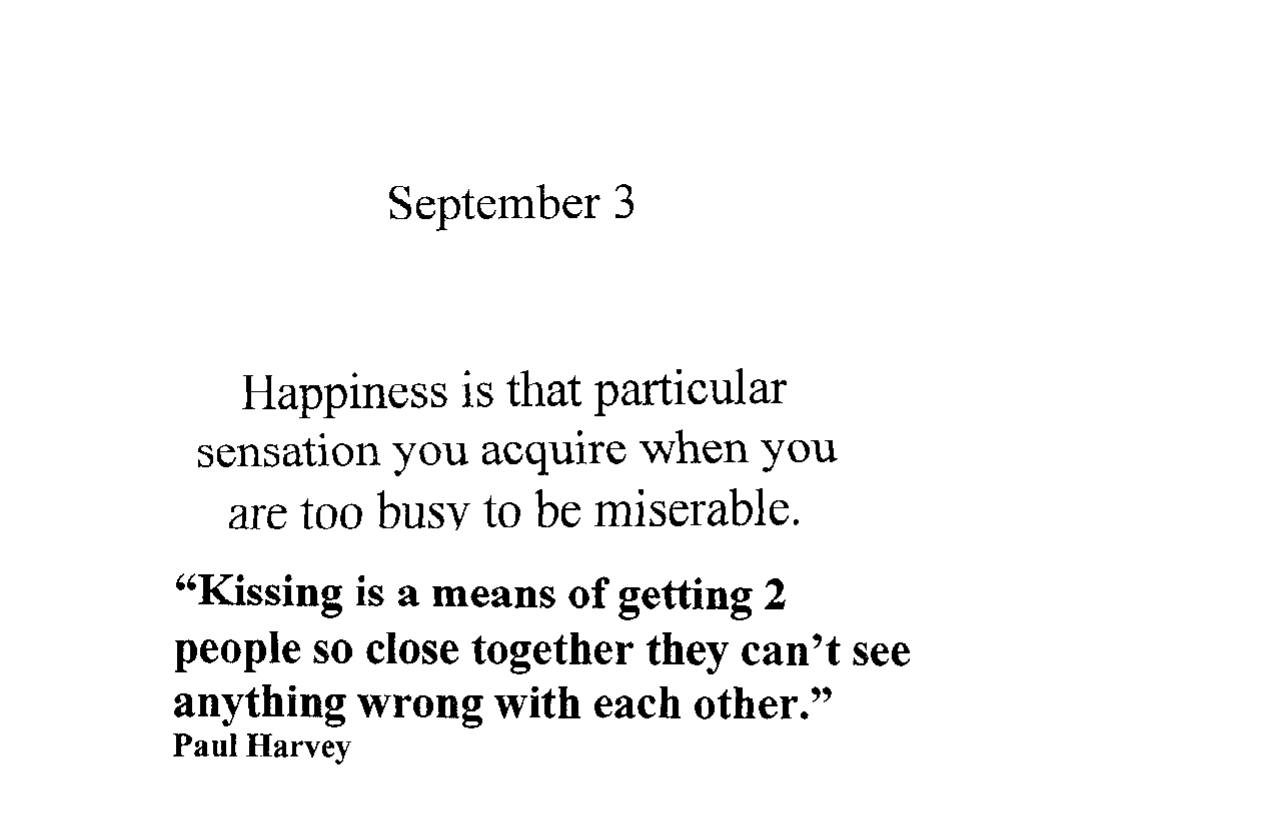 September 3
Happiness is that particular
sensation you acquire when you
are too busy to be miserable.
“Kissing is a means of getting 2
people so close together they can’t see
anything wrong with each other.”
Paul Harvey